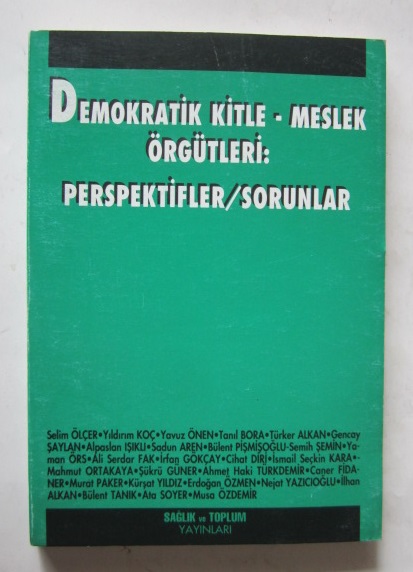 DEMOKRATİK KİTLE - MESLEK
ÖRGÜTLERİ:
PERSPEKTİFLER/SORUNLAR
Selim ÖLÇER•Yıldırım KOÇ•Yavuz ÖNEN•Tanıl BORA•Türker ALKAN•Gencay
ŞAYLAN•Alpaslan IŞIKLI•Sadun AREN•Bülent PİŞMİŞOĞLU-Semih ŞEMİN•Ya-
man ÖRS•Ali Serdar FAK•İrfan GÖKÇAY•Cihat DİRİ•İsmail Seçkin KARA•-
Mahmut ORTAKAYA•Şükrü GÜNER•Ahmet Haki TÜRKDEMİR•Caner FİDA-
NER•Murat PAKER•Kürşat YILDIZ•Erdoğan ÖZMEN•Nejat YAZICIOĞLU•İlhan
ALKAN•Bülent TANIK•Ata SOYER•Musa ÖZDEMİR
SAĞLIK ve TOPLUM
YAYINLARI